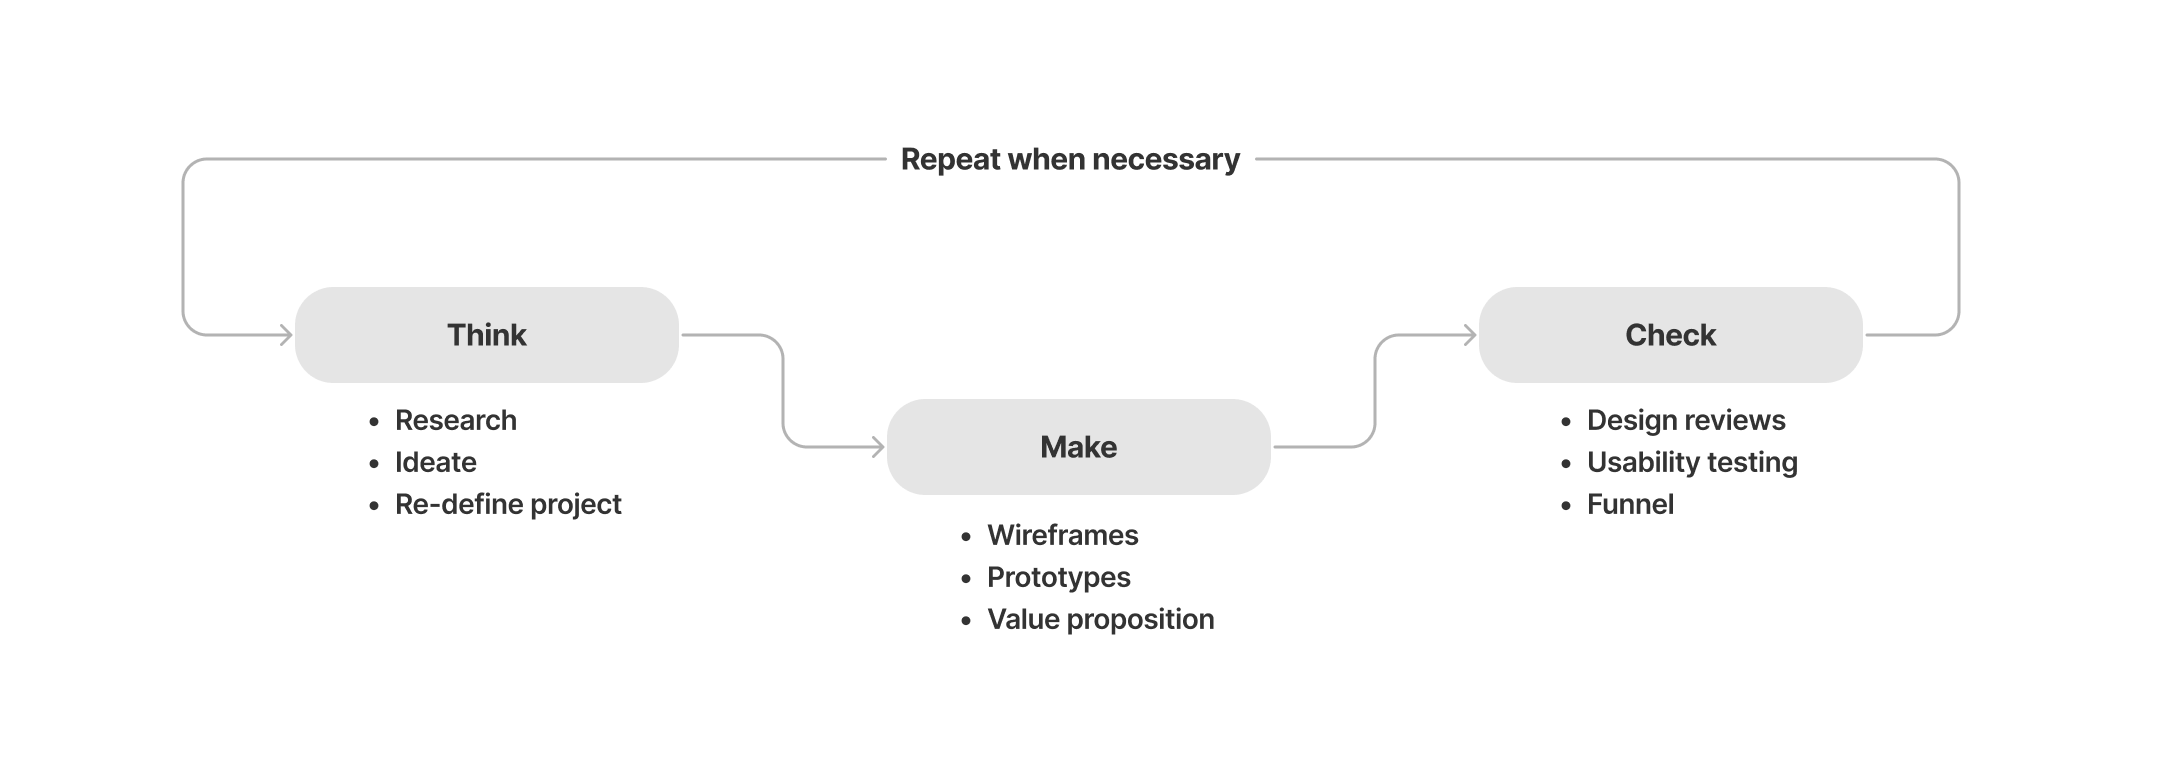 Repeat when necessary
Think
• Research
• Ideate
• Re-define project
Make
• Wireframes
• Prototypes
• Value proposition
Check
• Design reviews
• Usability testing
• Funnel